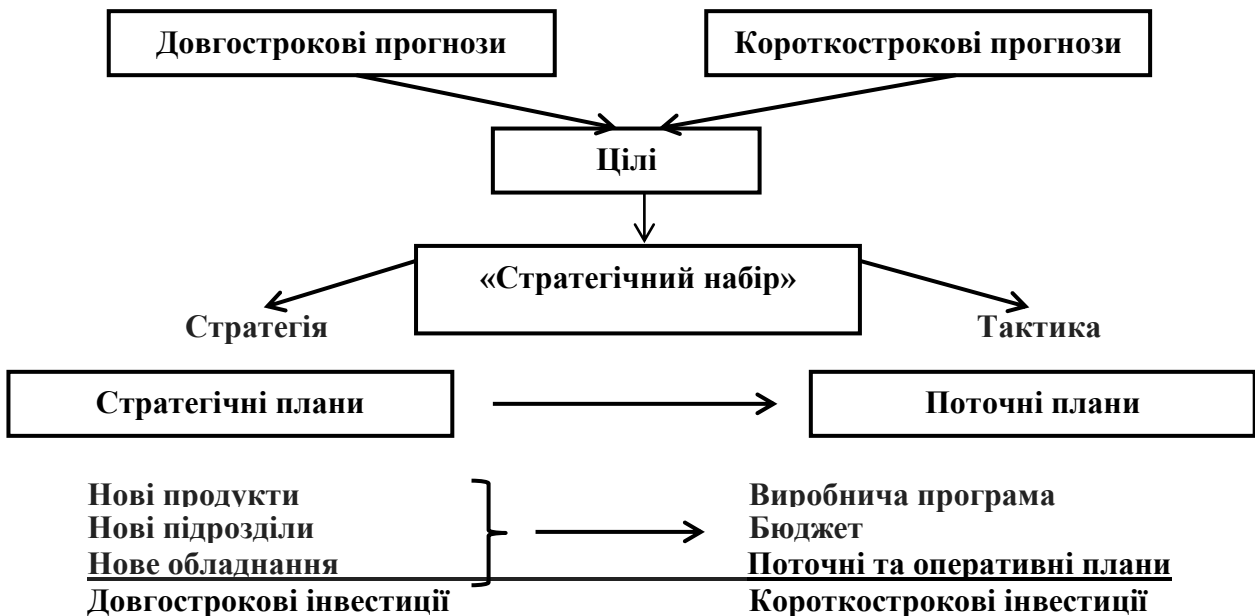 Довгострокові прогнози
Короткострокові прогнози
Цілі
«Стратегічний набір»
Стратегія
Тактика
Стратегічні плани
Поточні плани
Нові продукти
Виробнича програма
Нові підрозділи
Бюджет
Нове обладнання
Поточні та оперативні плани
Довгострокові інвестиції
Короткострокові інвестиції